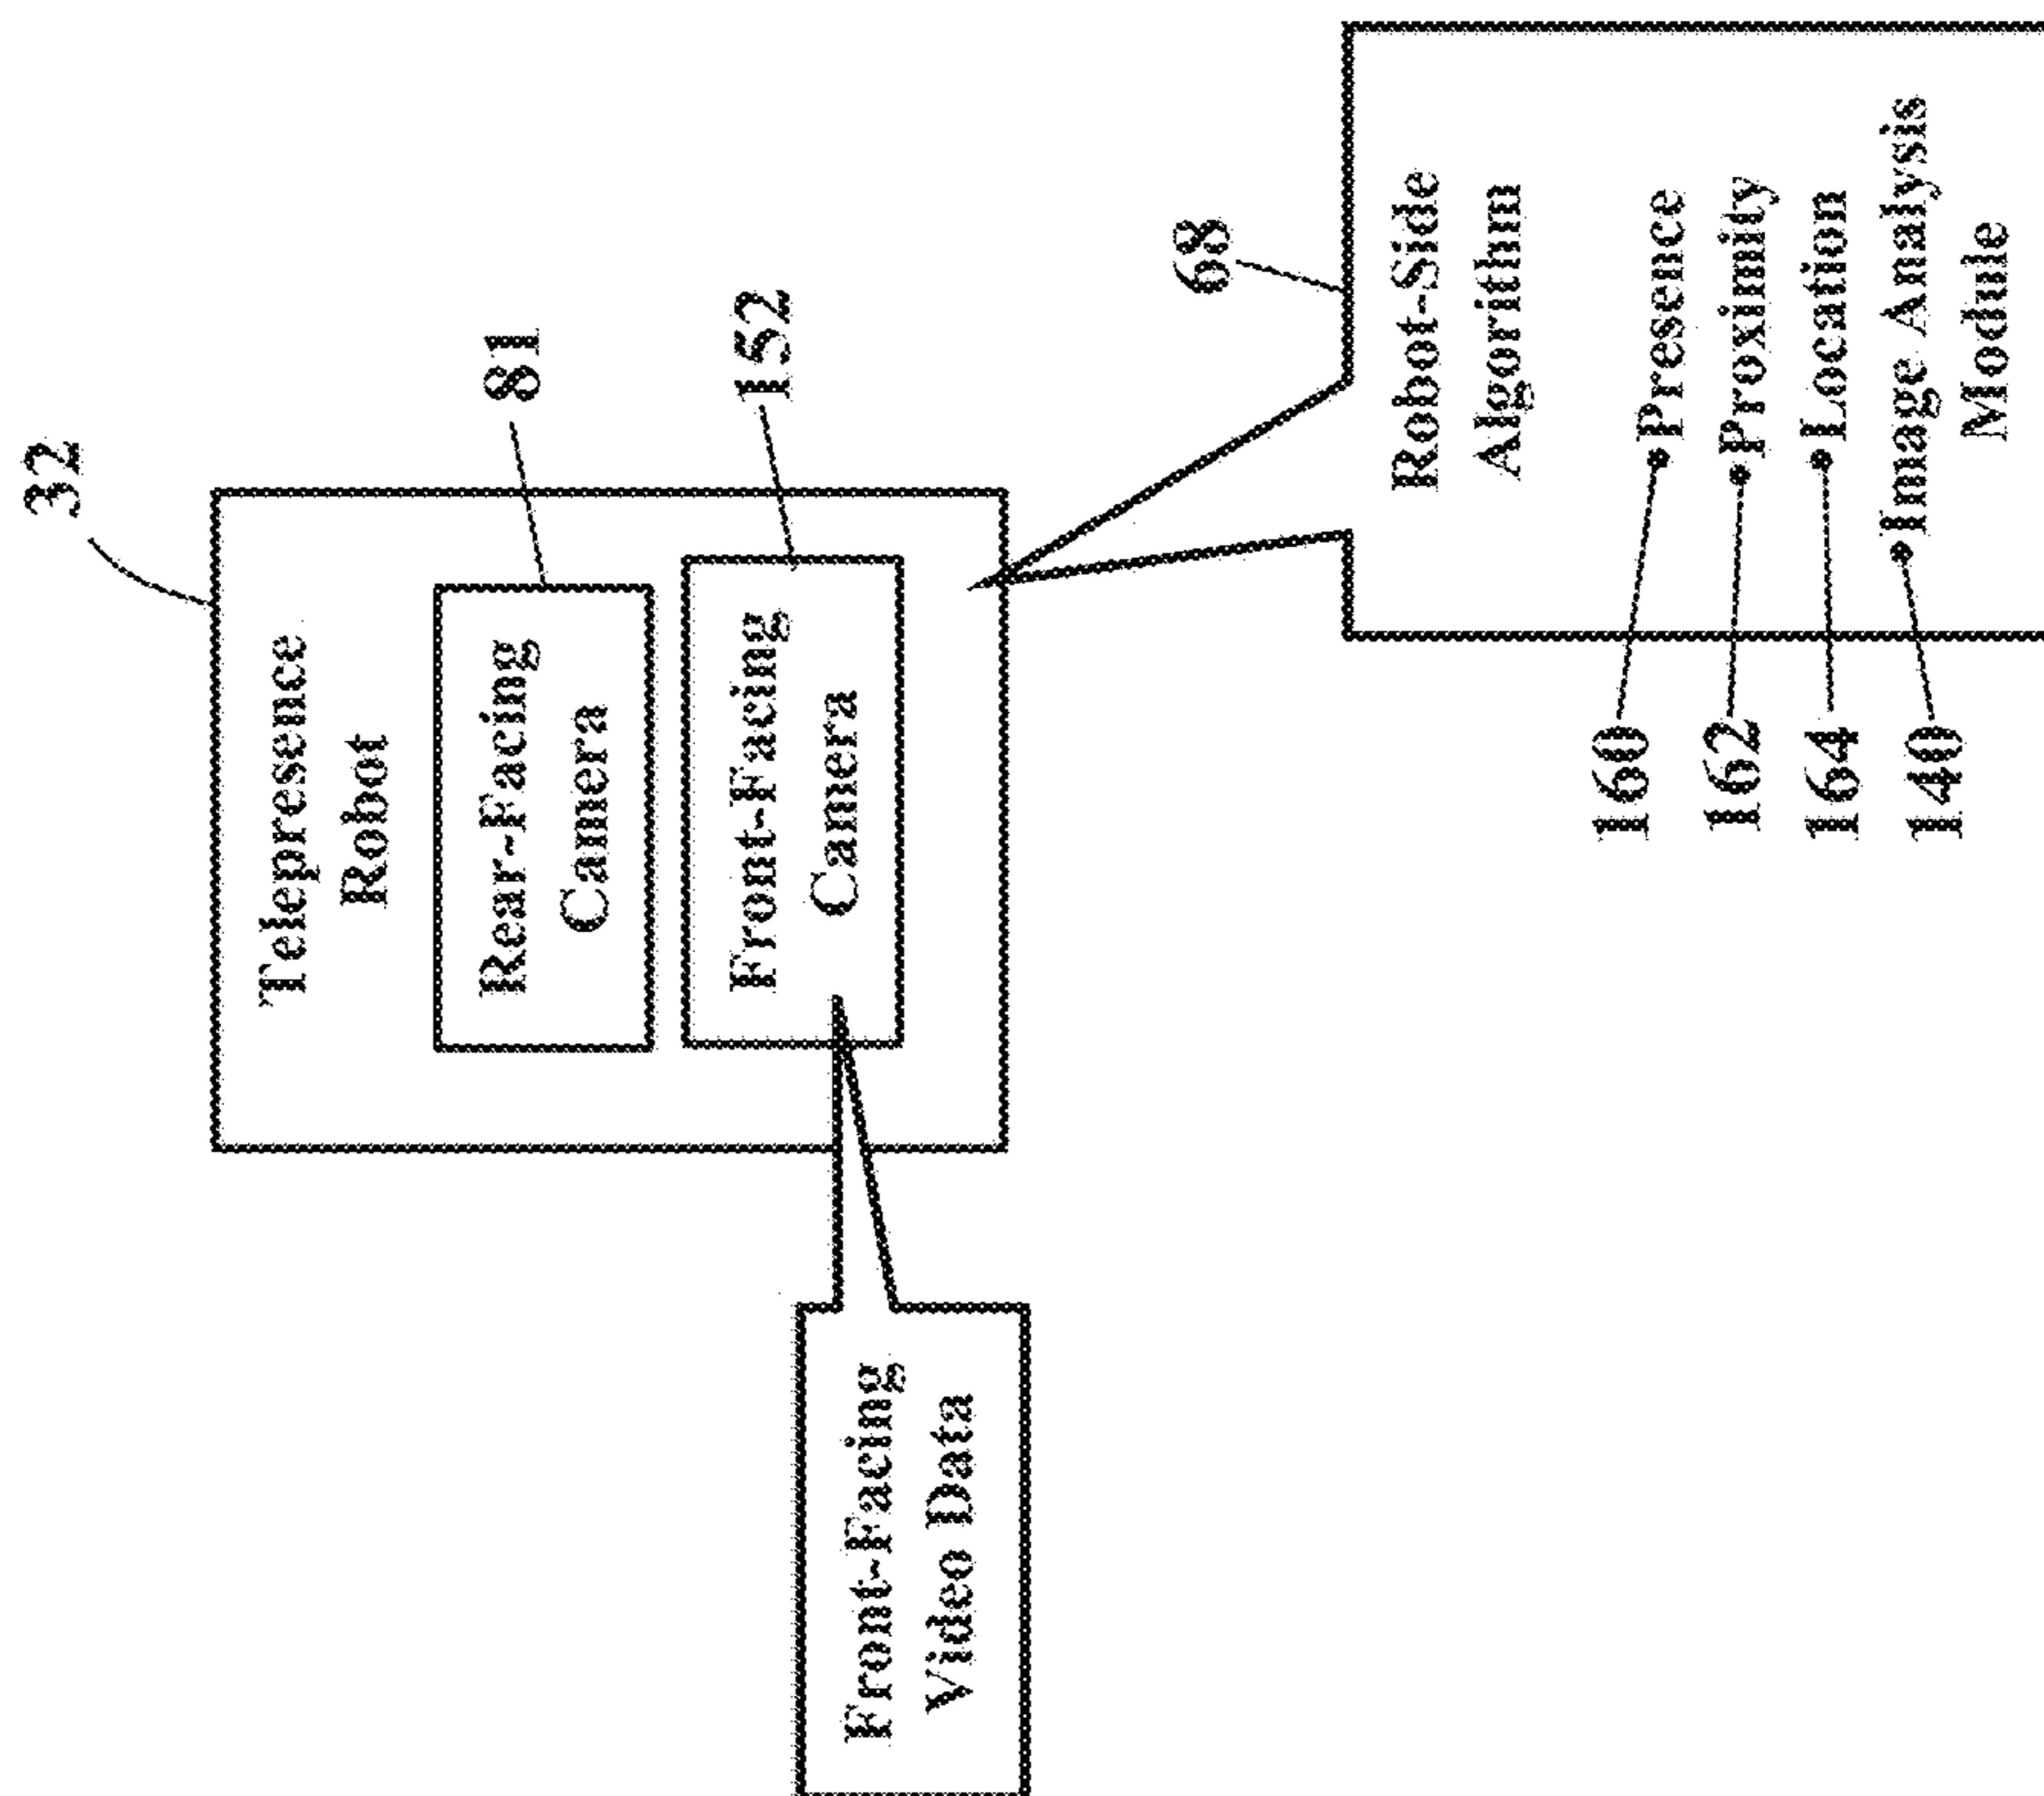 32
Telepresence
Robot
81
Rear-Facing
Camera
152
Front-Facing
Camera
Front-Facing
Video Data
68
Robot-Side
Algorithm
160
Presence
162
Proximity
164
Location
140
Image Analysis
Module